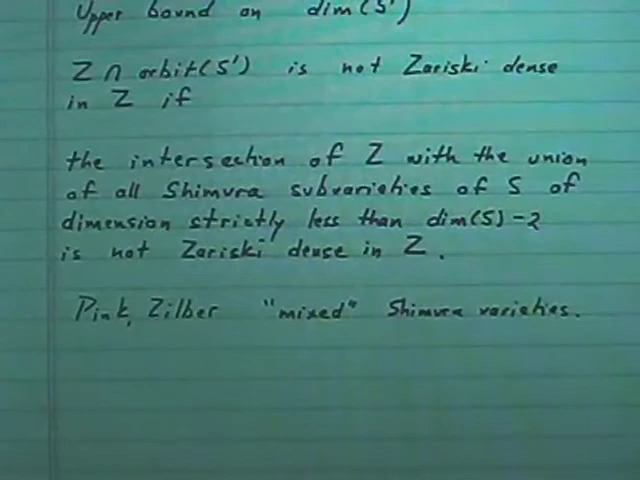 Upper bound on dim(S')
Z ∩ orbit(S') is not Zariski dense
in Z if
the intersection of Z with the union
of all Shimura subvarieties of S of
dimension strictly less than dim(S)-2
is not Zariski dense in Z.
Pink, Zilber "mixed" Shimura varieties.